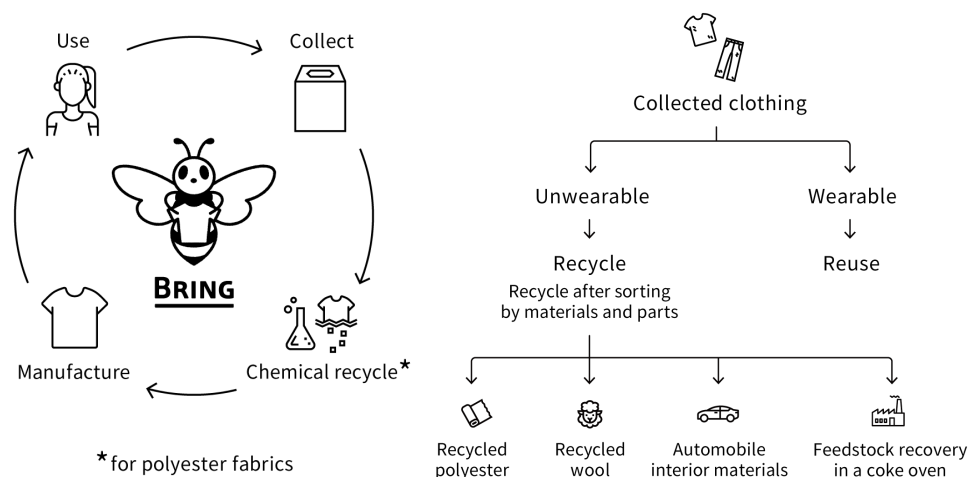 Use
Collect
BRING
Manufacture
Chemical recycle*
*for polyester fabrics
Collected clothing
Unwearable
Wearable
Recycle
Reuse
Recycle after sorting
by materials and parts
Recycled
polyester
Recycled
wool
Automobile
interior materials
Feedstock recovery
in a coke oven